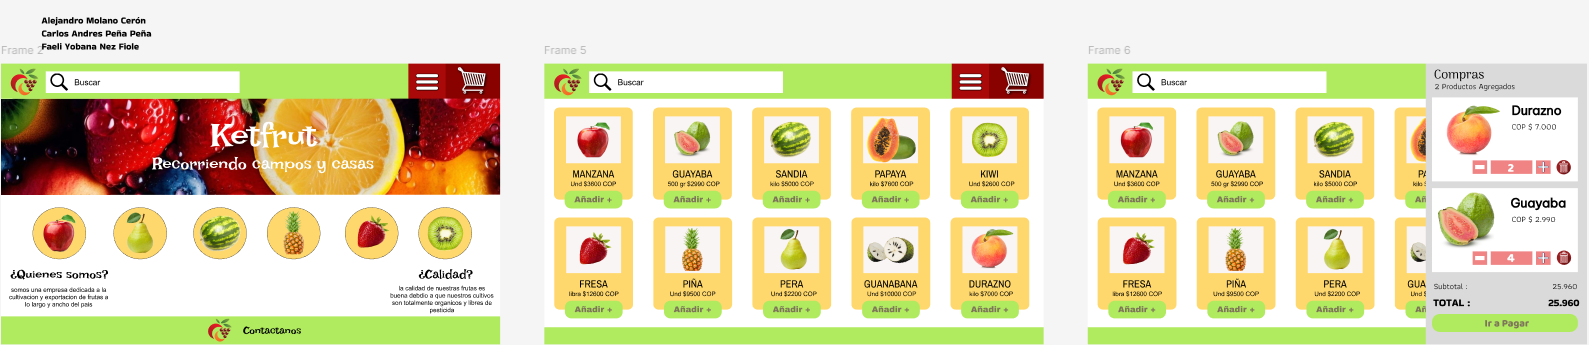 Alejandro Molano Cerón
Carlos Andres Peña Peña
Faeli Yobana Nez Fiole
Frame 2
Buscar
Ketfrut
Recorriendo campos y casas
¿Quienes somos?
somos una empresa dedicada a la
cultivacion y exportacion de frutas a
lo largo y ancho del pais
¿Calidad?
la calidad de nuestras frutas es
buena debdio a que nuestros cultivos
son totalmente organicos y libres de
pesticida
Contactanos
Frame 5
Buscar
MANZANA
Und $3800 COP
Añadir +
GUAYABA
500 gr $2990 COP
Añadir +
SANDIA
kilo $5000 COP
Añadir +
PAPAYA
kilo $7600 COP
Añadir +
KIWI
Und $2600 COP
Añadir +
FRESA
libra $12600 COP
Añadir +
PIÑA
Und $9500 COP
Añadir +
PERA
Und $2200 COP
Añadir +
GUANABANA
Und $10000 COP
Añadir +
DURAZNO
kilo $7000 COP
Añadir +
Frame 6
Buscar
MANZANA
Und $3800 COP
Añadir +
GUAYABA
500 gr $2990 COP
Añadir +
SANDIA
kilo $5000 COP
Añadir +
PA
kilo
Aña
FRESA
libra $12600 COP
Añadir +
PIÑA
Und $9500 COP
Añadir +
PERA
Und $2200 COP
Añadir +
GUA
Und
Aña
Compras
2 Productos Agregados
Durazno
COP $ 7.000
2
Guayaba
COP $ 2.990
4
Subtotal : 25.960
TOTAL : 25.960
Ir a Pagar